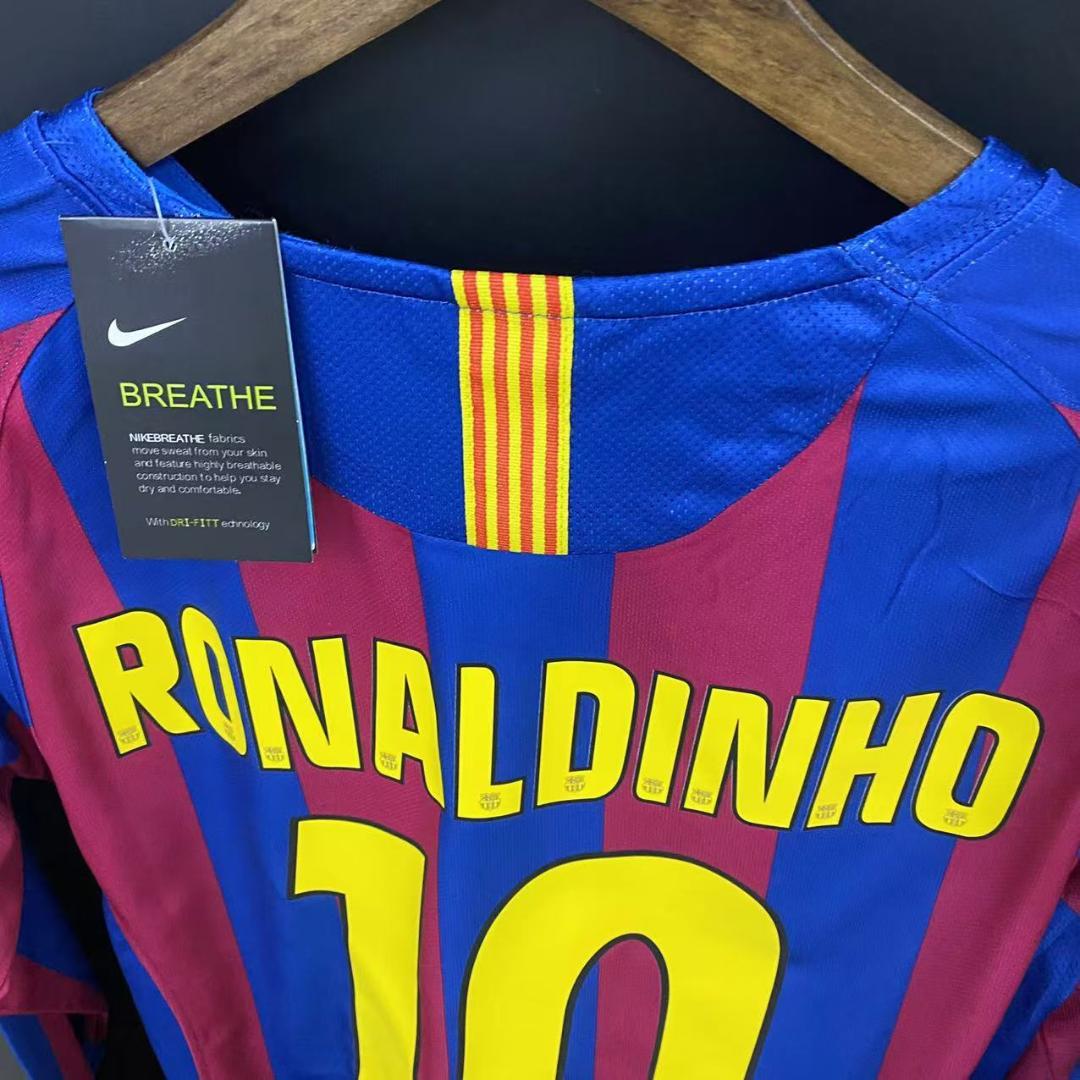 BREATHE
NIKEBREATHE fabrics
move sweat from your skin
and feature highly breathable
construction to help you stay
dry and comfortable.
With DRI-FITT echnology
RONALDINHO
10